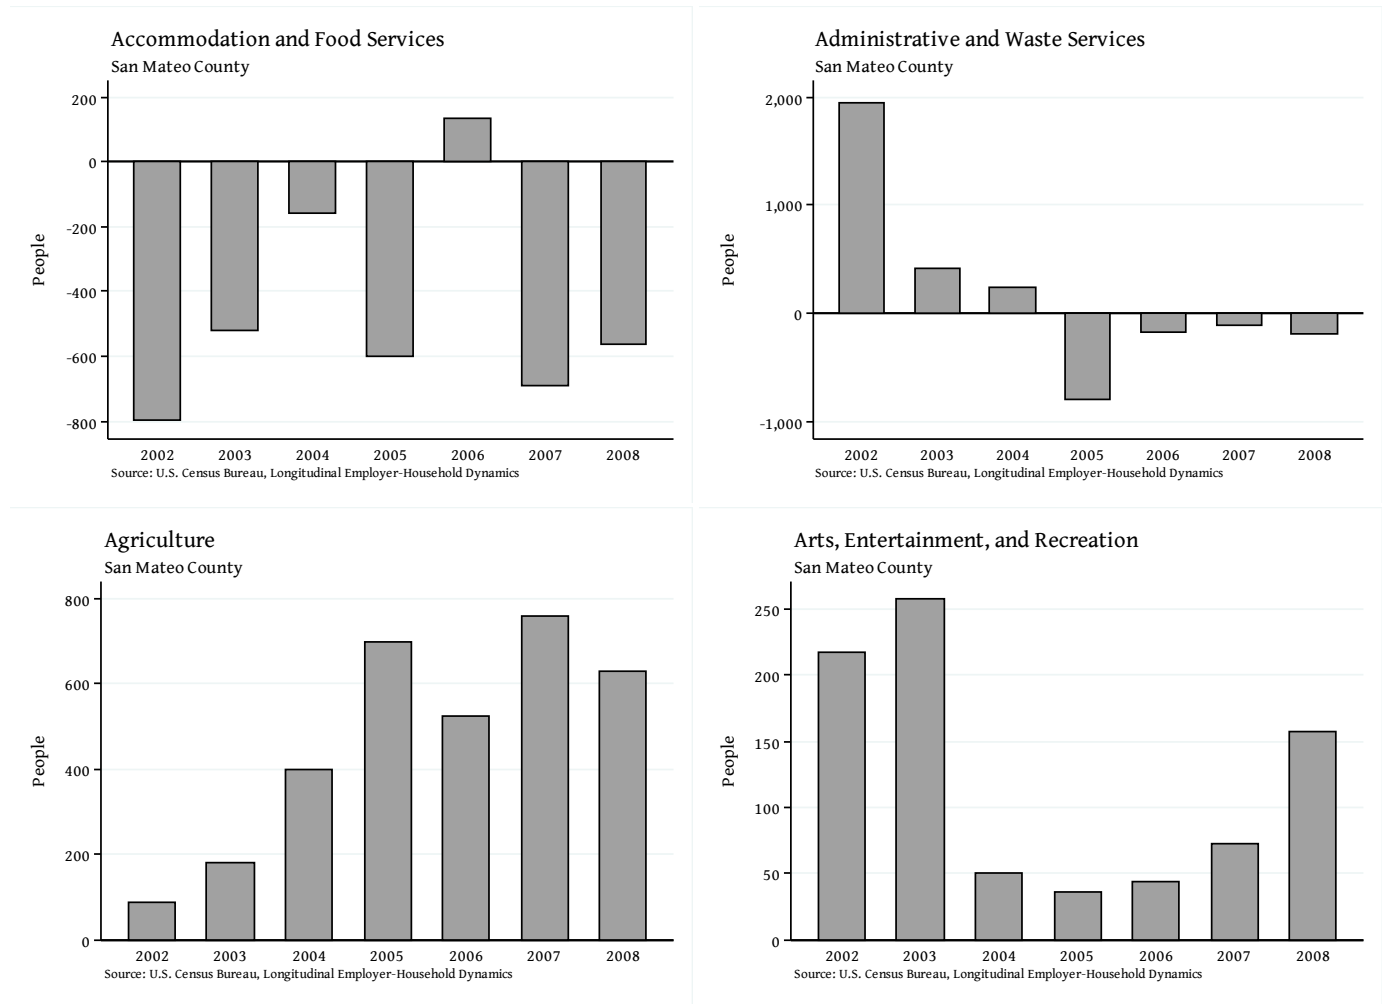 Accommodation and Food Services
San Mateo County
People
200
0
-200
-400
-600
-800
2002 2003 2004 2005 2006 2007 2008
Source: U.S. Census Bureau, Longitudinal Employer-Household Dynamics
Administrative and Waste Services
San Mateo County
People
2,000
1,000
0
-1,000
2002 2003 2004 2005 2006 2007 2008
Source: U.S. Census Bureau, Longitudinal Employer-Household Dynamics
Agriculture
San Mateo County
People
800
600
400
200
0
2002 2003 2004 2005 2006 2007 2008
Source: U.S. Census Bureau, Longitudinal Employer-Household Dynamics
Arts, Entertainment, and Recreation
San Mateo County
People
250
200
150
100
50
0
2002 2003 2004 2005 2006 2007 2008
Source: U.S. Census Bureau, Longitudinal Employer-Household Dynamics